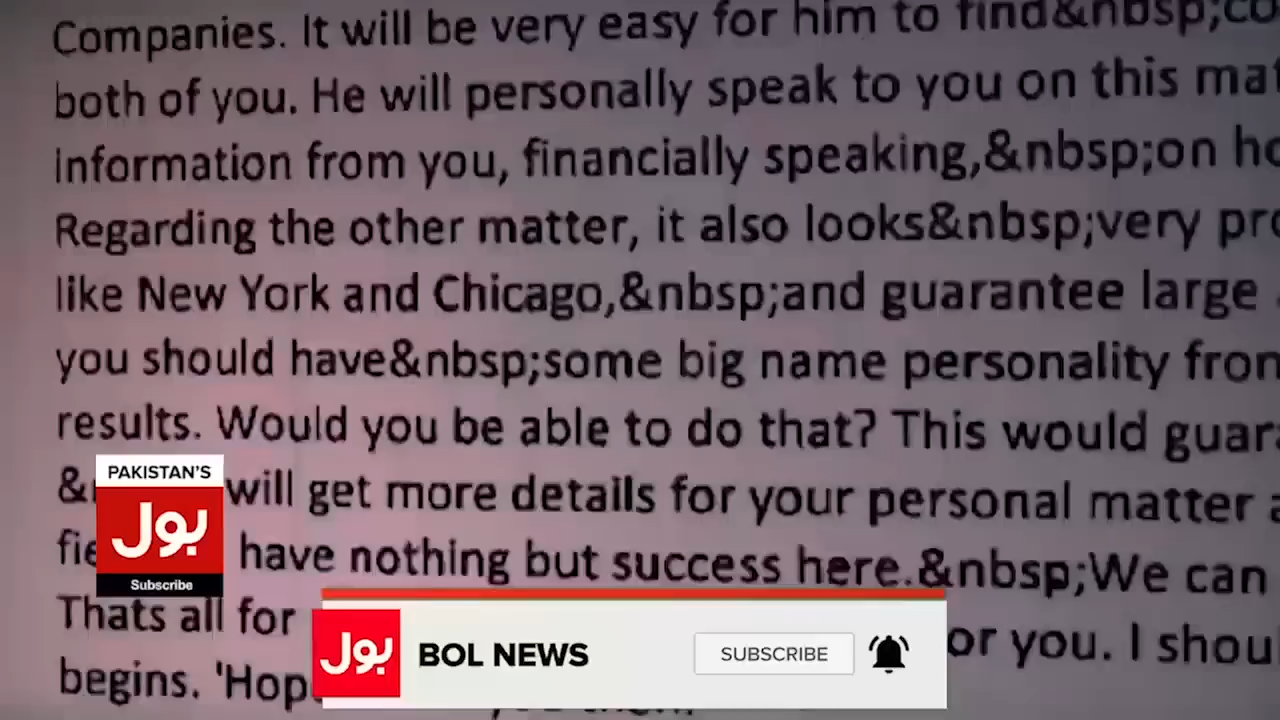 Companies. It will be very easy for him to find&nbsp;co
both of you. He will personally speak to you on this mat
information from you, financially speaking,&nbsp;on ho
Regarding the other matter, it also looks&nbsp;very pro
like New York and Chicago,&nbsp;and guarantee large
you should have&nbsp;some big name personality fron
results. Would you be able to do that? This would guar
will get more details for your personal matter a
have nothing but success here.&nbsp;We can
Thats all for
or you. I shou
begins. 'Hop
PAKISTAN'S
بول
Subscribe
بول
BOL NEWS
SUBSCRIBE